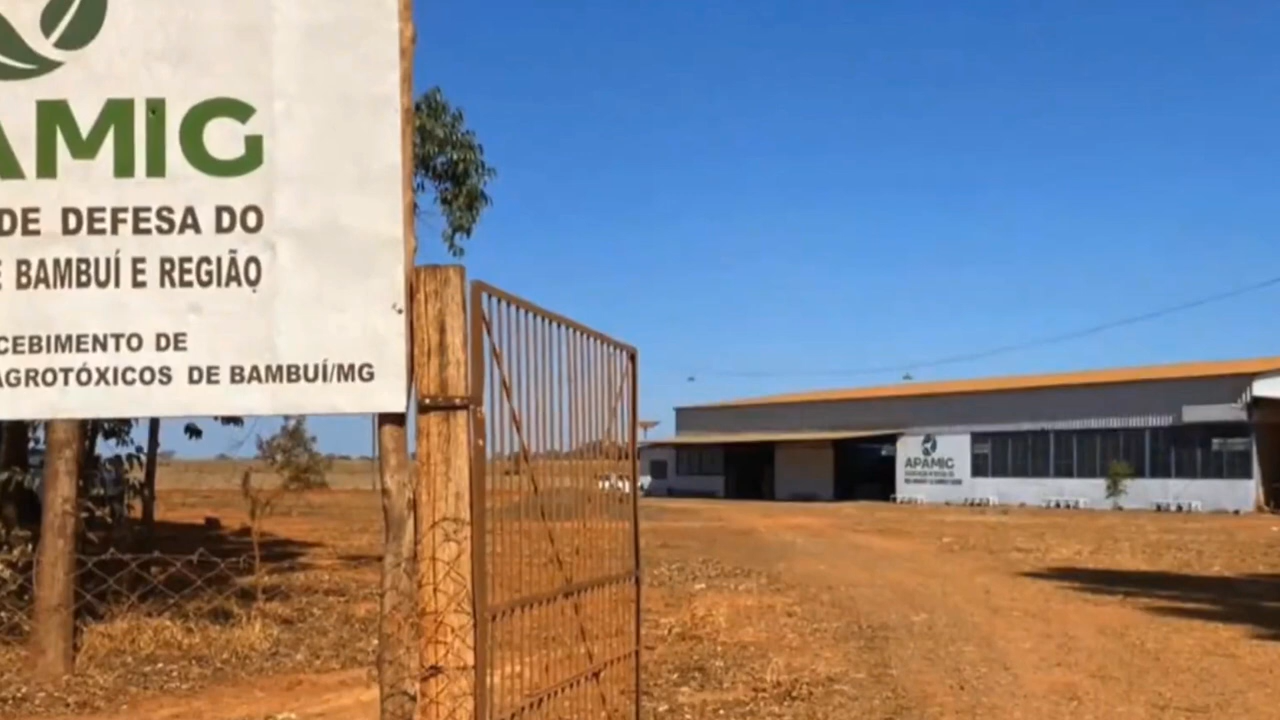 AMIG
DE DEFESA DO
E BAMBUÍ E REGIÃO
CEBIMENTO DE
AGROTÓXICOS DE BAMBUÍ/MG
APAMIG